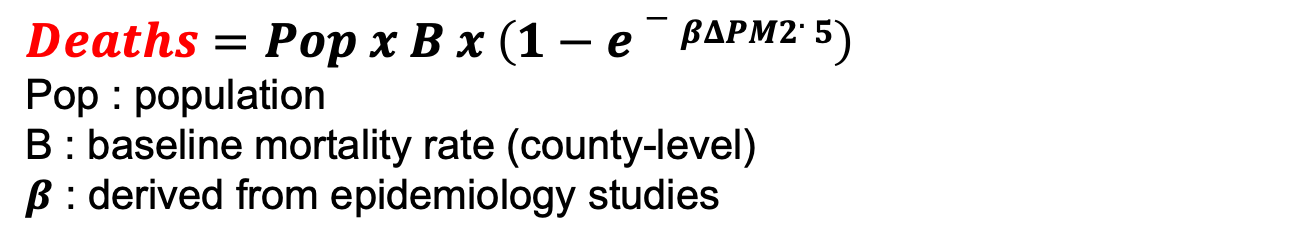 Deaths = Pop x B x (1 − e^− βΔPM2·5)
Pop : population
B : baseline mortality rate (county-level)
β : derived from epidemiology studies